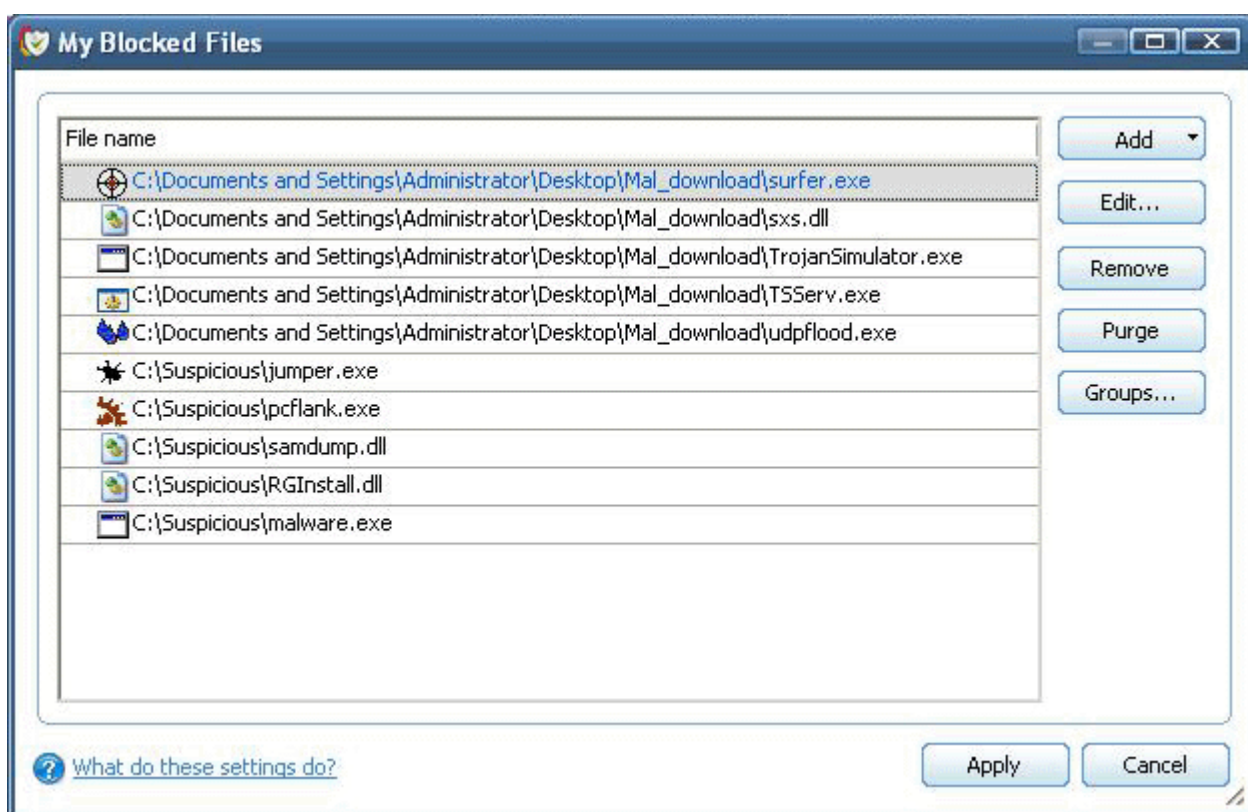 My Blocked Files
File name
C:\Documents and Settings\Administrator\Desktop\Mal_download\surfer.exe
C:\Documents and Settings\Administrator\Desktop\Mal_download\sxs.dll
C:\Documents and Settings\Administrator\Desktop\Mal_download\TrojanSimulator.exe
C:\Documents and Settings\Administrator\Desktop\Mal_download\TSServ.exe
C:\Documents and Settings\Administrator\Desktop\Mal_download\udpflood.exe
C:\Suspicious\jumper.exe
C:\Suspicious\pcflank.exe
C:\Suspicious\samdump.dll
C:\Suspicious\RGInstall.dll
C:\Suspicious\malware.exe
Add
Edit...
Remove
Purge
Groups...
What do these settings do?
Apply
Cancel